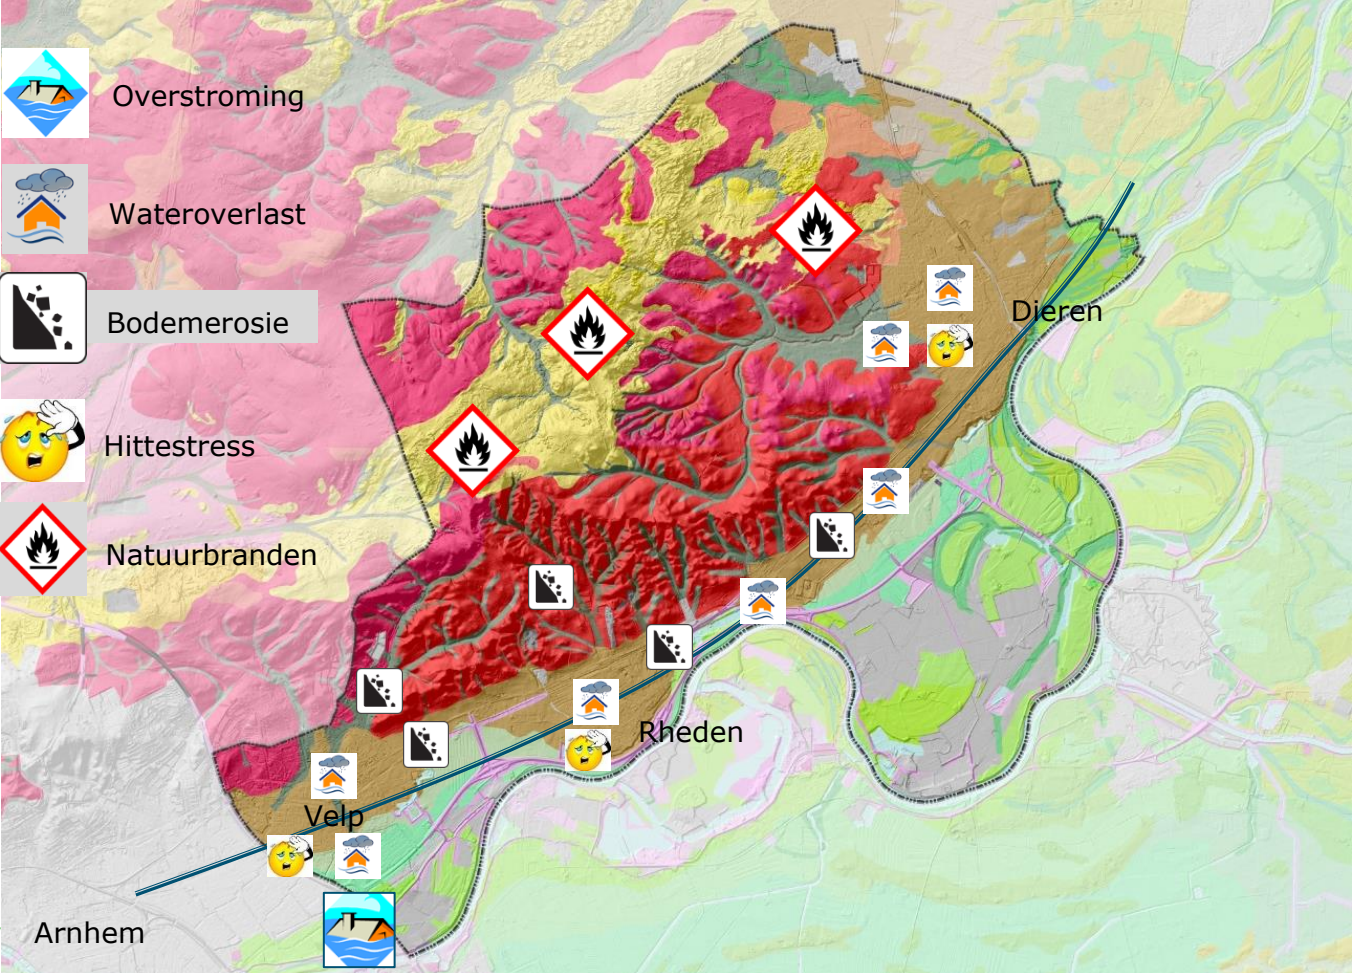 Overstroming
Wateroverlast
Bodemerosie
Hittestress
Natuurbranden
Dieren
Rheden
Velp
Arnhem